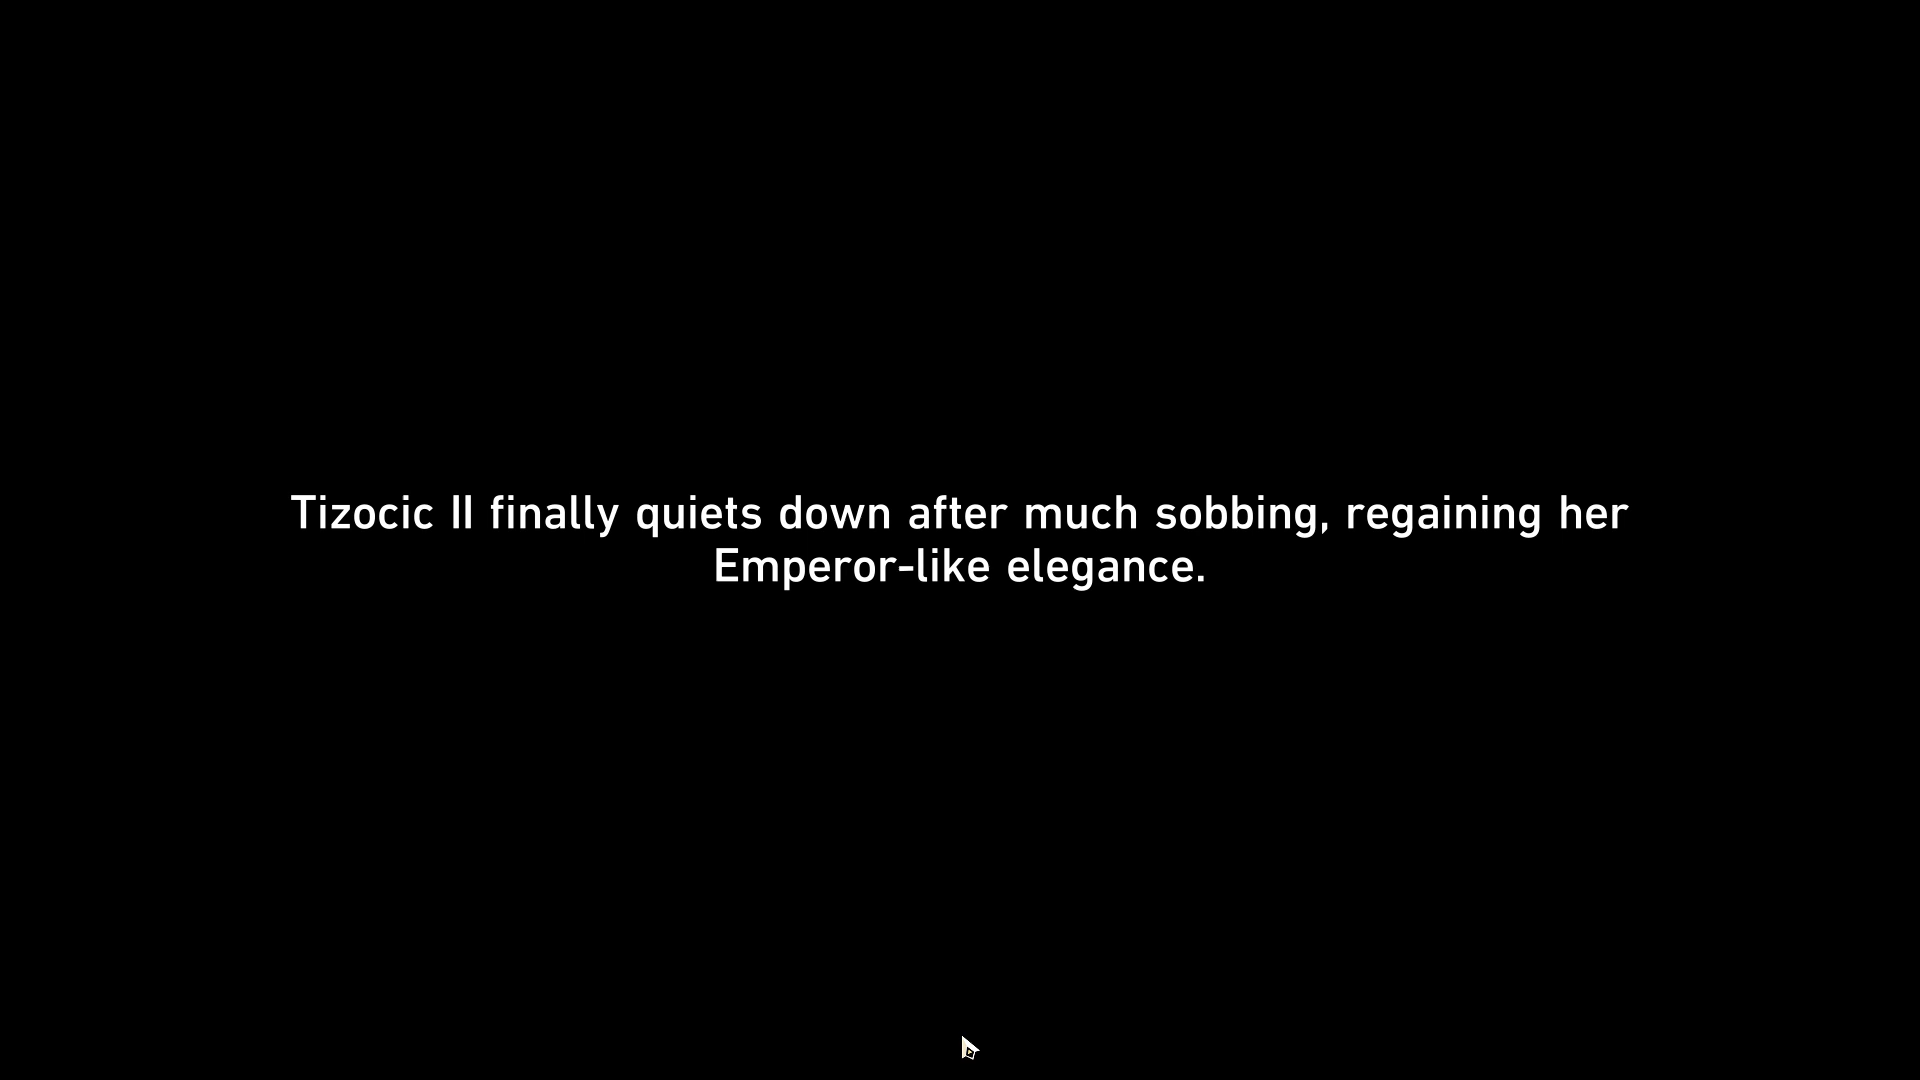 Tizocic II finally quiets down after much sobbing, regaining her
Emperor-like elegance.